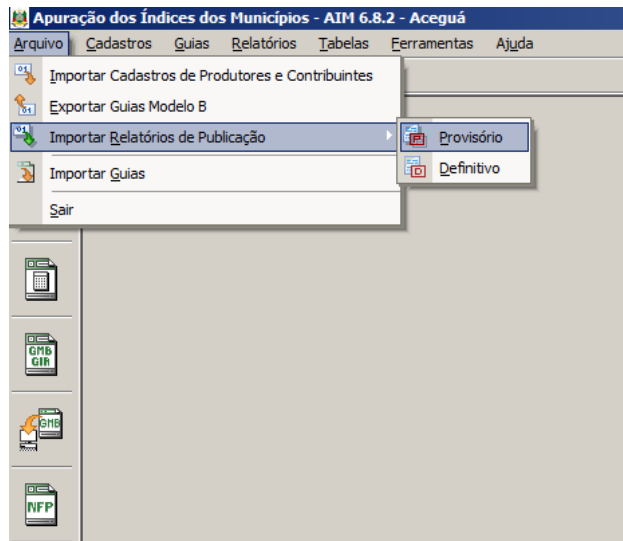 Apuração dos Índices dos Municípios - AIM 6.8.2 - Aceguá
Arquivo Cadastros Guias Relatórios Tabelas Ferramentas Ajuda
Importar Cadastros de Produtores e Contribuintes
Exportar Guias Modelo B
Importar Relatórios de Publicação
Provisório
Definitivo
Importar Guias
Sair
GMB
GIR
GMB
NFP